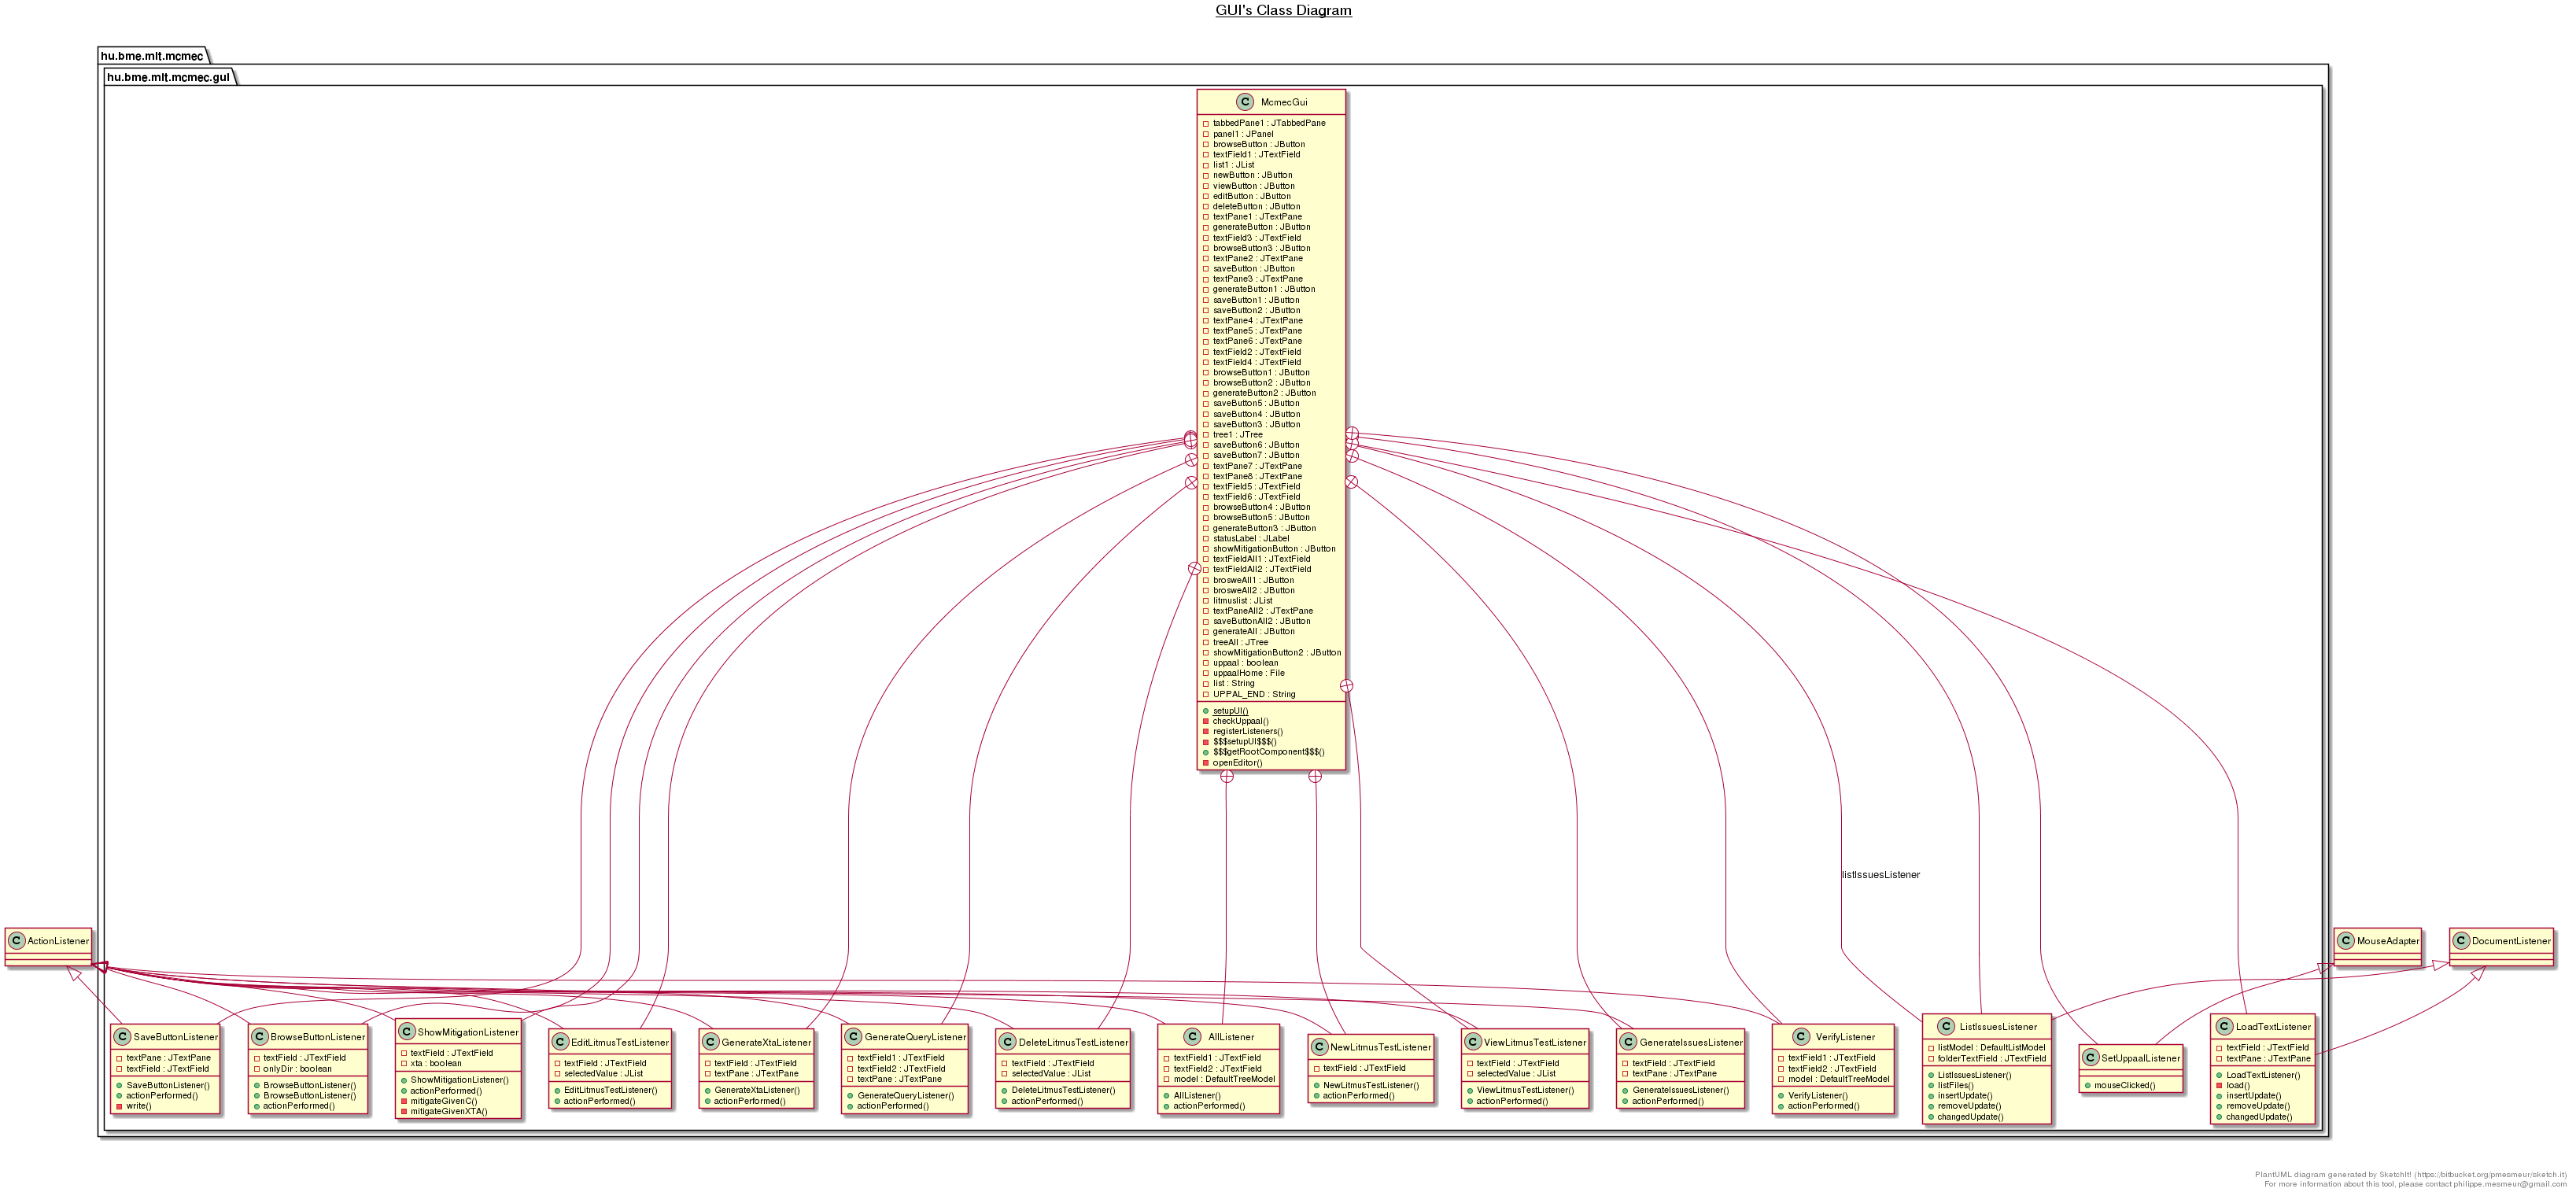 GUI's Class Diagram
hu.bme.mit.mcmec
hu.bme.mit.mcmec.gui
McmecGui
tabbedPane1 : JTabbedPane
panel1 : JPanel
browseButton : JButton
textField1 : JTextField
list1 : JList
newButton : JButton
viewButton : JButton
editButton : JButton
deleteButton : JButton
textPane1 : JTextPane
generateButton : JButton
textField3 : JTextField
browseButton3 : JButton
textPane2 : JTextPane
saveButton : JButton
textPane3 : JTextPane
generateButton1 : JButton
saveButton1 : JButton
saveButton2 : JButton
textPane4 : JTextPane
textPane5 : JTextPane
textPane6 : JTextPane
textField2 : JTextField
textField4 : JTextField
browseButton1 : JButton
browseButton2 : JButton
generateButton2 : JButton
saveButton5 : JButton
saveButton4 : JButton
saveButton3 : JButton
tree1 : JTree
saveButton6 : JButton
saveButton7 : JButton
textPane7 : JTextPane
textPane8 : JTextPane
textField5 : JTextField
textField6 : JTextField
browseButton4 : JButton
browseButton5 : JButton
generateButton3 : JButton
statusLabel : JLabel
showMitigationButton : JButton
textFieldAll1 : JTextField
textFieldAll2 : JTextField
brosweAll1 : JButton
brosweAll2 : JButton
litmuslist : JList
textPaneAll2 : JTextPane
saveButtonAll2 : JButton
generateAll : JButton
treeAll : JTree
showMitigationButton2 : JButton
uppaal : boolean
uppaalHome : File
list : String
UPPAL_END : String
setupUI()
checkUppaal()
registerListeners()
$$$setupUI$$$()
$$$getRootComponent$$$()
openEditor()
listIssuesListener
ActionListener
MouseAdapter
DocumentListener
SaveButtonListener
textPane : JTextPane
textField : JTextField
SaveButtonListener()
actionPerformed()
write()
BrowseButtonListener
textField : JTextField
onlyDir : boolean
BrowseButtonListener()
BrowseButtonListener()
actionPerformed()
ShowMitigationListener
textField : JTextField
xta : boolean
ShowMitigationListener()
actionPerformed()
mitigateGivenC()
mitigateGivenXTA()
EditLitmusTestListener
textField : JTextField
selectedValue : JList
EditLitmusTestListener()
actionPerformed()
GenerateXtaListener
textField : JTextField
textPane : JTextPane
GenerateXtaListener()
actionPerformed()
GenerateQueryListener
textField1 : JTextField
textField2 : JTextField
textPane : JTextPane
GenerateQueryListener()
actionPerformed()
DeleteLitmusTestListener
textField : JTextField
selectedValue : JList
DeleteLitmusTestListener()
actionPerformed()
AllListener
textField1 : JTextField
textField2 : JTextField
model : DefaultTreeModel
AllListener()
actionPerformed()
NewLitmusTestListener
textField : JTextField
NewLitmusTestListener()
actionPerformed()
ViewLitmusTestListener
textField : JTextField
selectedValue : JList
ViewLitmusTestListener()
actionPerformed()
GenerateIssuesListener
textField : JTextField
textPane : JTextPane
GenerateIssuesListener()
actionPerformed()
VerifyListener
textField1 : JTextField
textField2 : JTextField
model : DefaultTreeModel
VerifyListener()
actionPerformed()
ListIssuesListener
listModel : DefaultListModel
folderTextField : JTextField
ListIssuesListener()
listFiles()
insertUpdate()
removeUpdate()
changedUpdate()
SetUppaalListener
mouseClicked()
LoadTextListener
textField : JTextField
textPane : JTextPane
LoadTextListener()
load()
insertUpdate()
removeUpdate()
changedUpdate()
PlantUML diagram generated by SketchIt! (https://bitbucket.org/pmesmeur/sketch.it)
For more information about this tool, please contact philippe.mesmeur@gmail.com